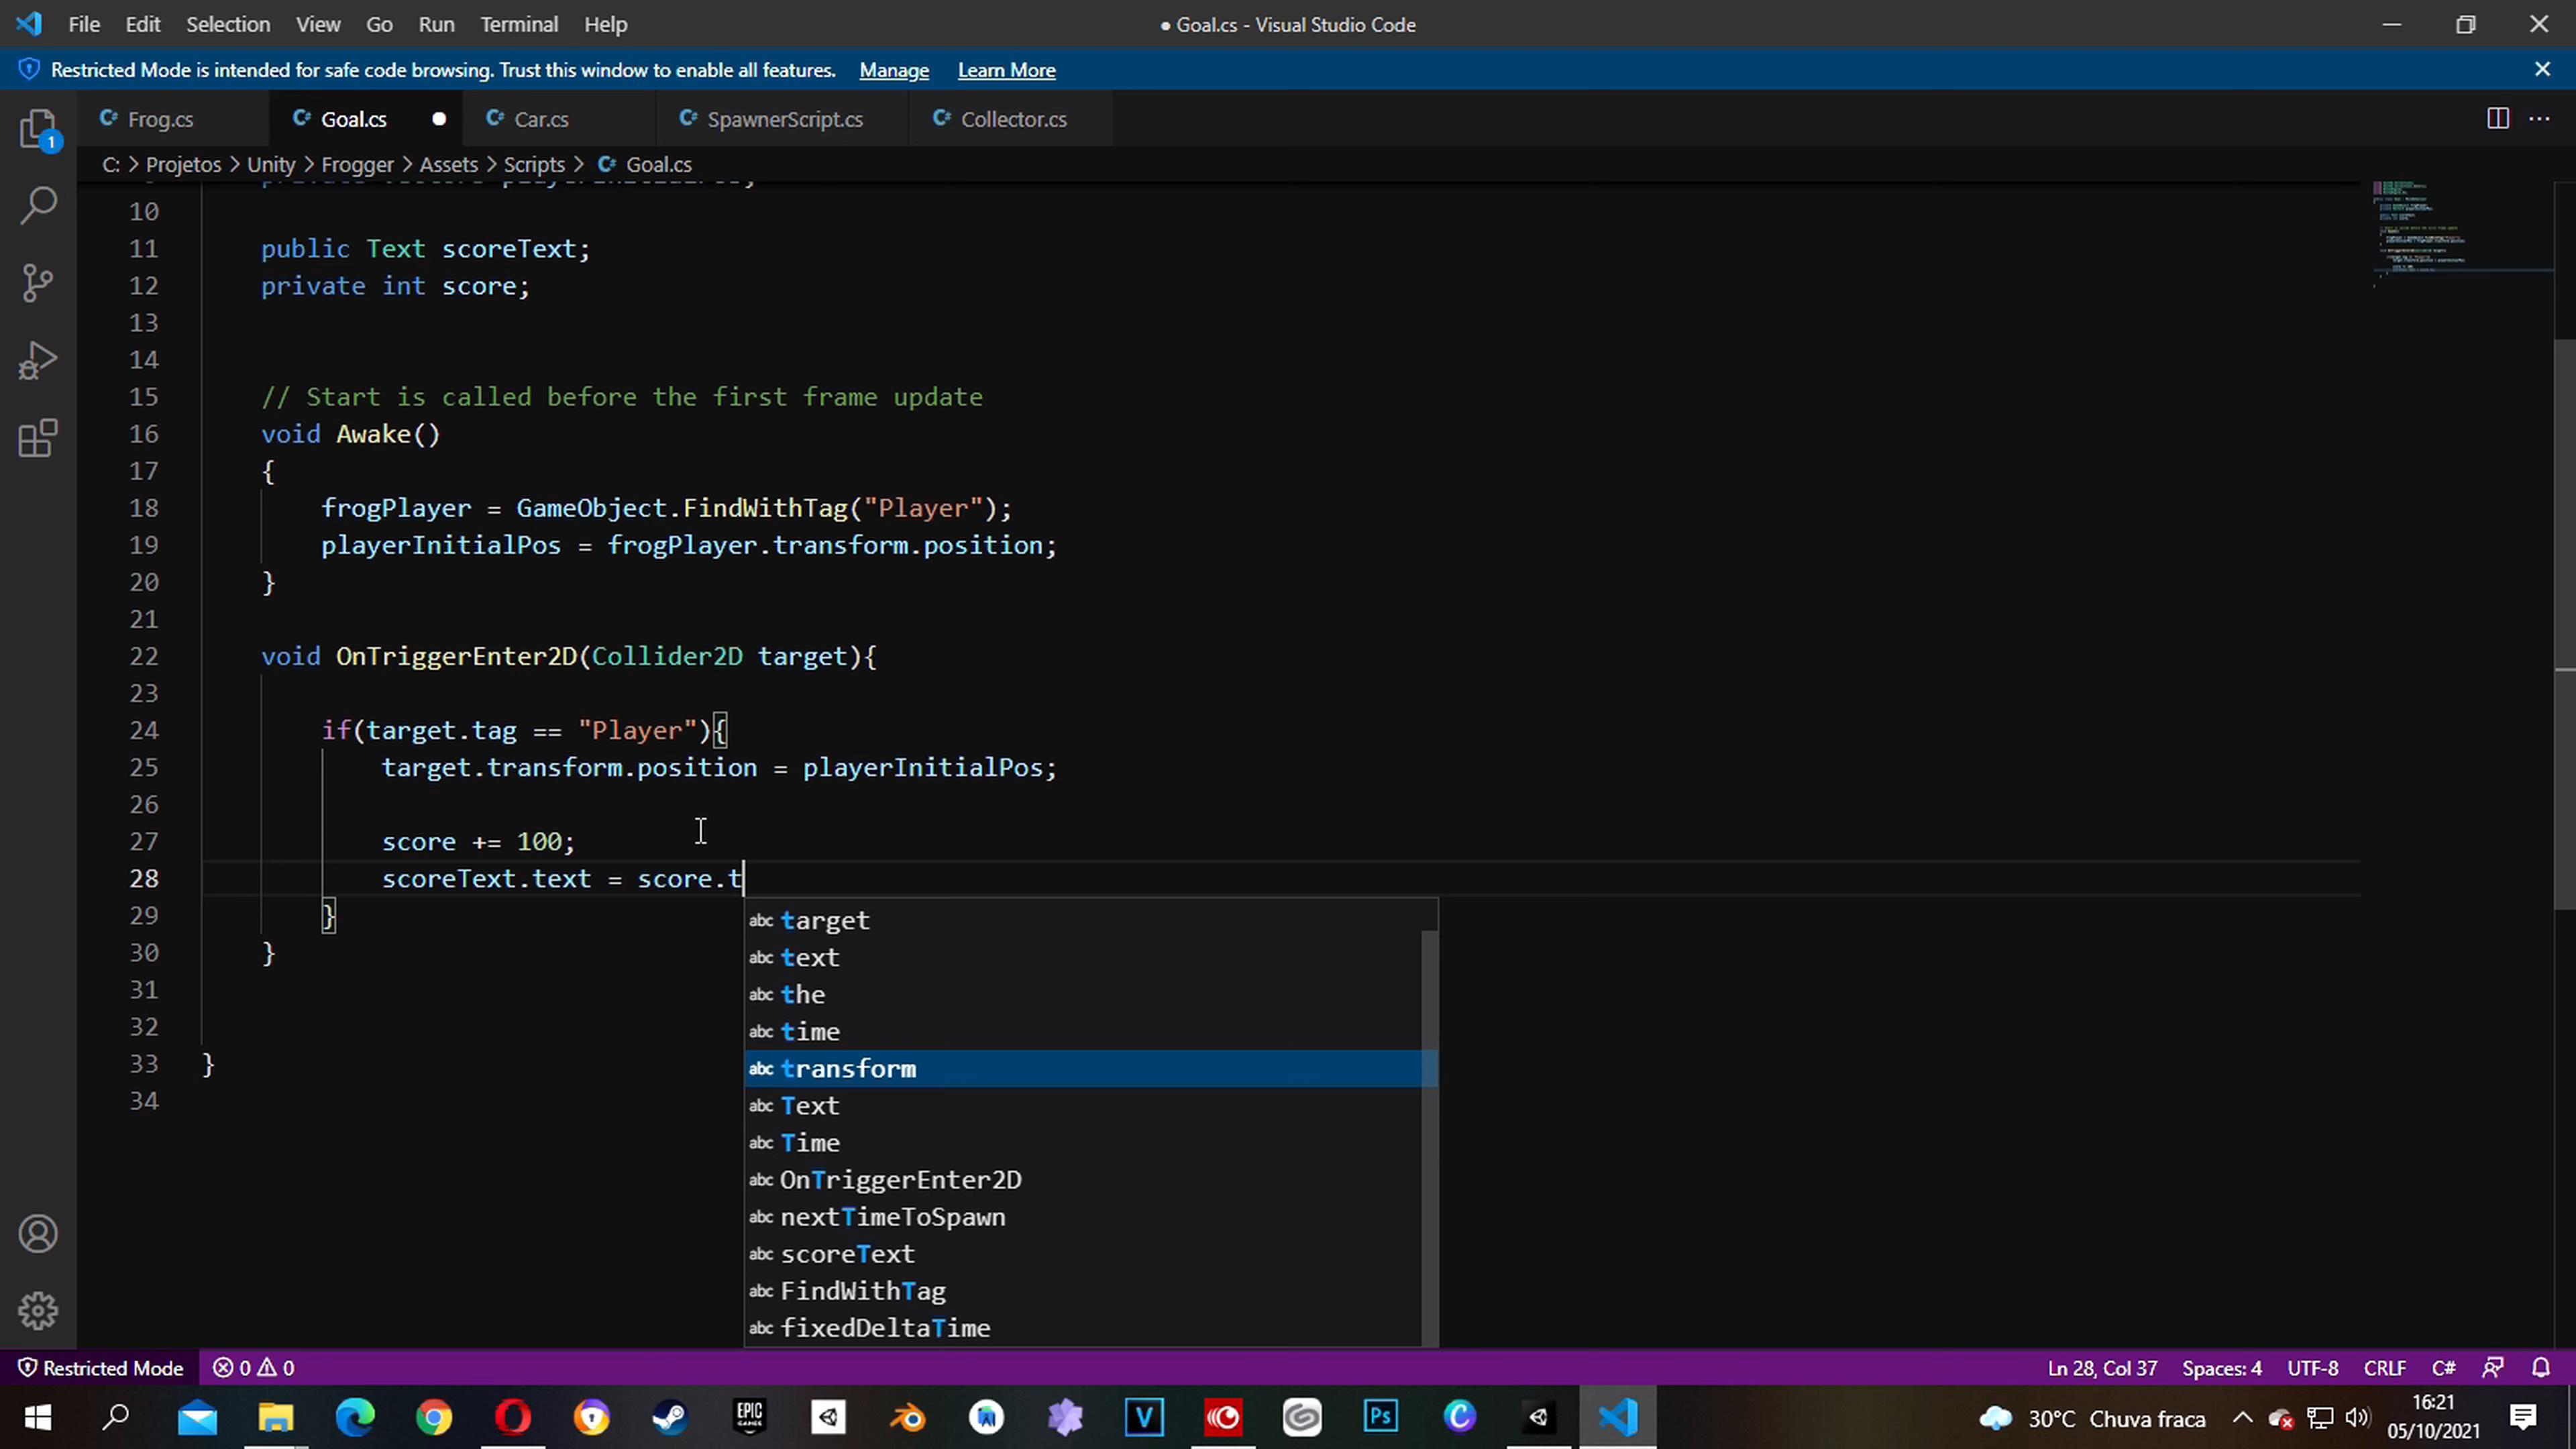 File Edit Selection View Go Run Terminal Help
● Goal.cs - Visual Studio Code
Restricted Mode is intended for safe code browsing. Trust this window to enable all features. Manage Learn More
Frog.cs Goal.cs Car.cs SpawnerScript.cs Collector.cs
C: > Projetos > Unity > Frogger > Assets > Scripts > Goal.cs
10
11 public Text scoreText;
12 private int score;
13
14
15 // Start is called before the first frame update
16 void Awake()
17 {
18 frogPlayer = GameObject.FindWithTag("Player");
19 playerInitialPos = frogPlayer.transform.position;
20 }
21
22 void OnTriggerEnter2D(Collider2D target){
23
24 if(target.tag == "Player"){
25 target.transform.position = playerInitialPos;
26
27 score += 100;
28 scoreText.text = score.t
29 }
30 }
31
32
33 }
34
abc target
abc text
abc the
abc time
abc transform
abc Text
abc Time
abc OnTriggerEnter2D
abc nextTimeToSpawn
abc scoreText
abc FindWithTag
abc fixedDeltaTime
1
Restricted Mode 0 0 Ln 28, Col 37 Spaces: 4 UTF-8 CRLF C#
EPIC GAMES V Ps C
30°C Chuva fraca
16:21
05/10/2021